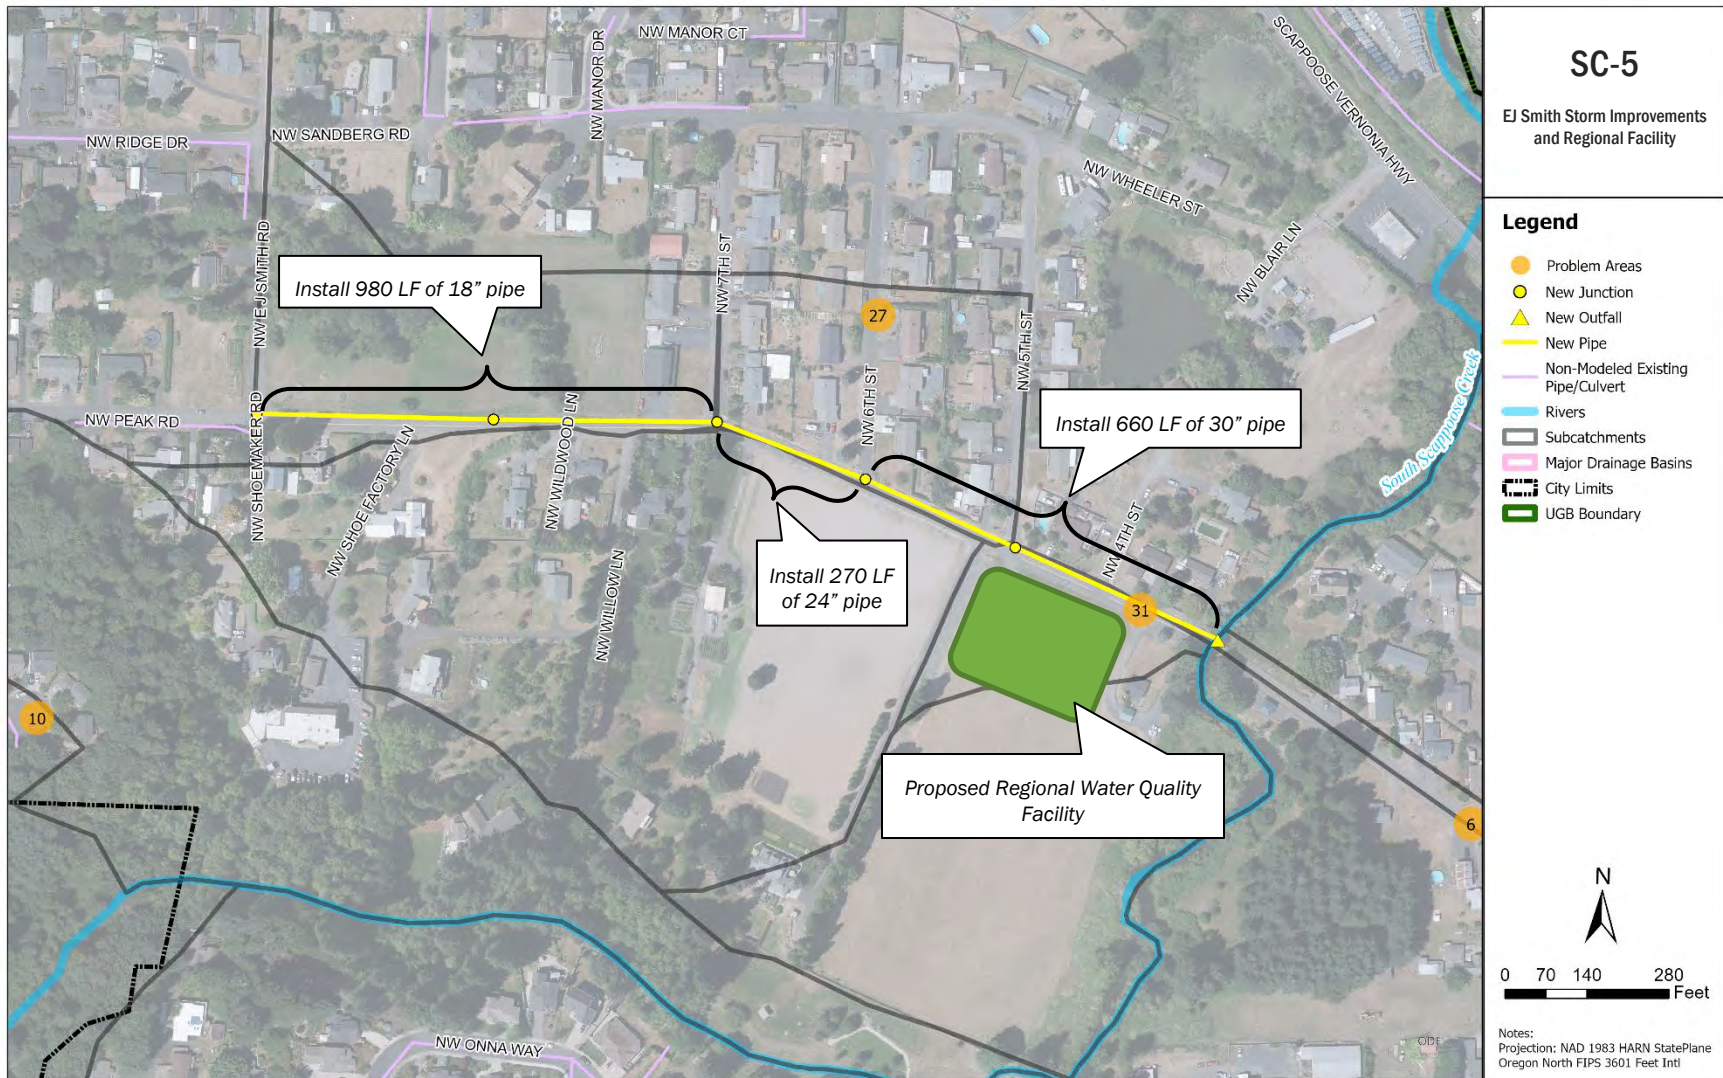 SC-5
EJ Smith Storm Improvements
and Regional Facility
Legend
Problem Areas
New Junction
New Outfall
New Pipe
Non-Modeled Existing
Pipe/Culvert
Rivers
Subcatchments
Major Drainage Basins
City Limits
UGB Boundary
N
0 70 140 280
Feet
Notes:
Projection: NAD 1983 HARN StatePlane
Oregon North FIPS 3601 Feet Intl
NW MANOR CT
NW MANOR DR
SCAPPOOSE VERNONIA HWY
NW RIDGE DR
NW SANDBERG RD
NW WHEELER ST
NW E J SMITH RD
NW 7TH ST
NW BLAIR LN
Install 980 LF of 18" pipe
27
NW 5TH ST
NW 6TH ST
South Scappoose Creek
Install 660 LF of 30" pipe
NW PEAK RD
NW SHOEMAKER RD
NW SHOE FACTORY LN
NW WILDWOOD LN
NW WILLOW LN
Install 270 LF
of 24" pipe
NW 4TH ST
31
10
Proposed Regional Water Quality
Facility
6
NW ONNA WAY
ODE